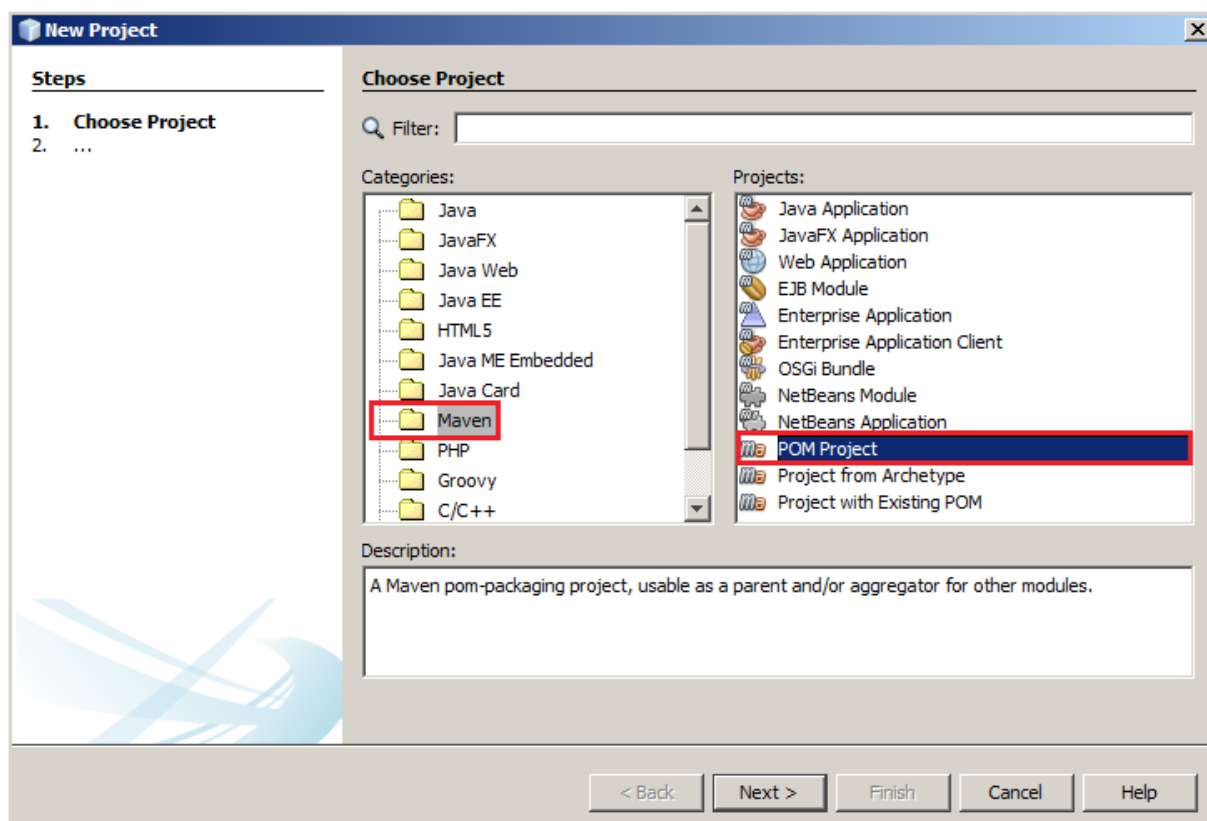 New Project
Steps
1. Choose Project
2. ...
Choose Project
Filter:
Categories:
Java
JavaFX
Java Web
Java EE
HTML5
Java ME Embedded
Java Card
Maven
PHP
Groovy
C/C++
Projects:
Java Application
JavaFX Application
Web Application
EJB Module
Enterprise Application
Enterprise Application Client
OSGi Bundle
NetBeans Module
NetBeans Application
POM Project
Project from Archetype
Project with Existing POM
Description:
A Maven pom-packaging project, usable as a parent and/or aggregator for other modules.
< Back Next > Finish Cancel Help